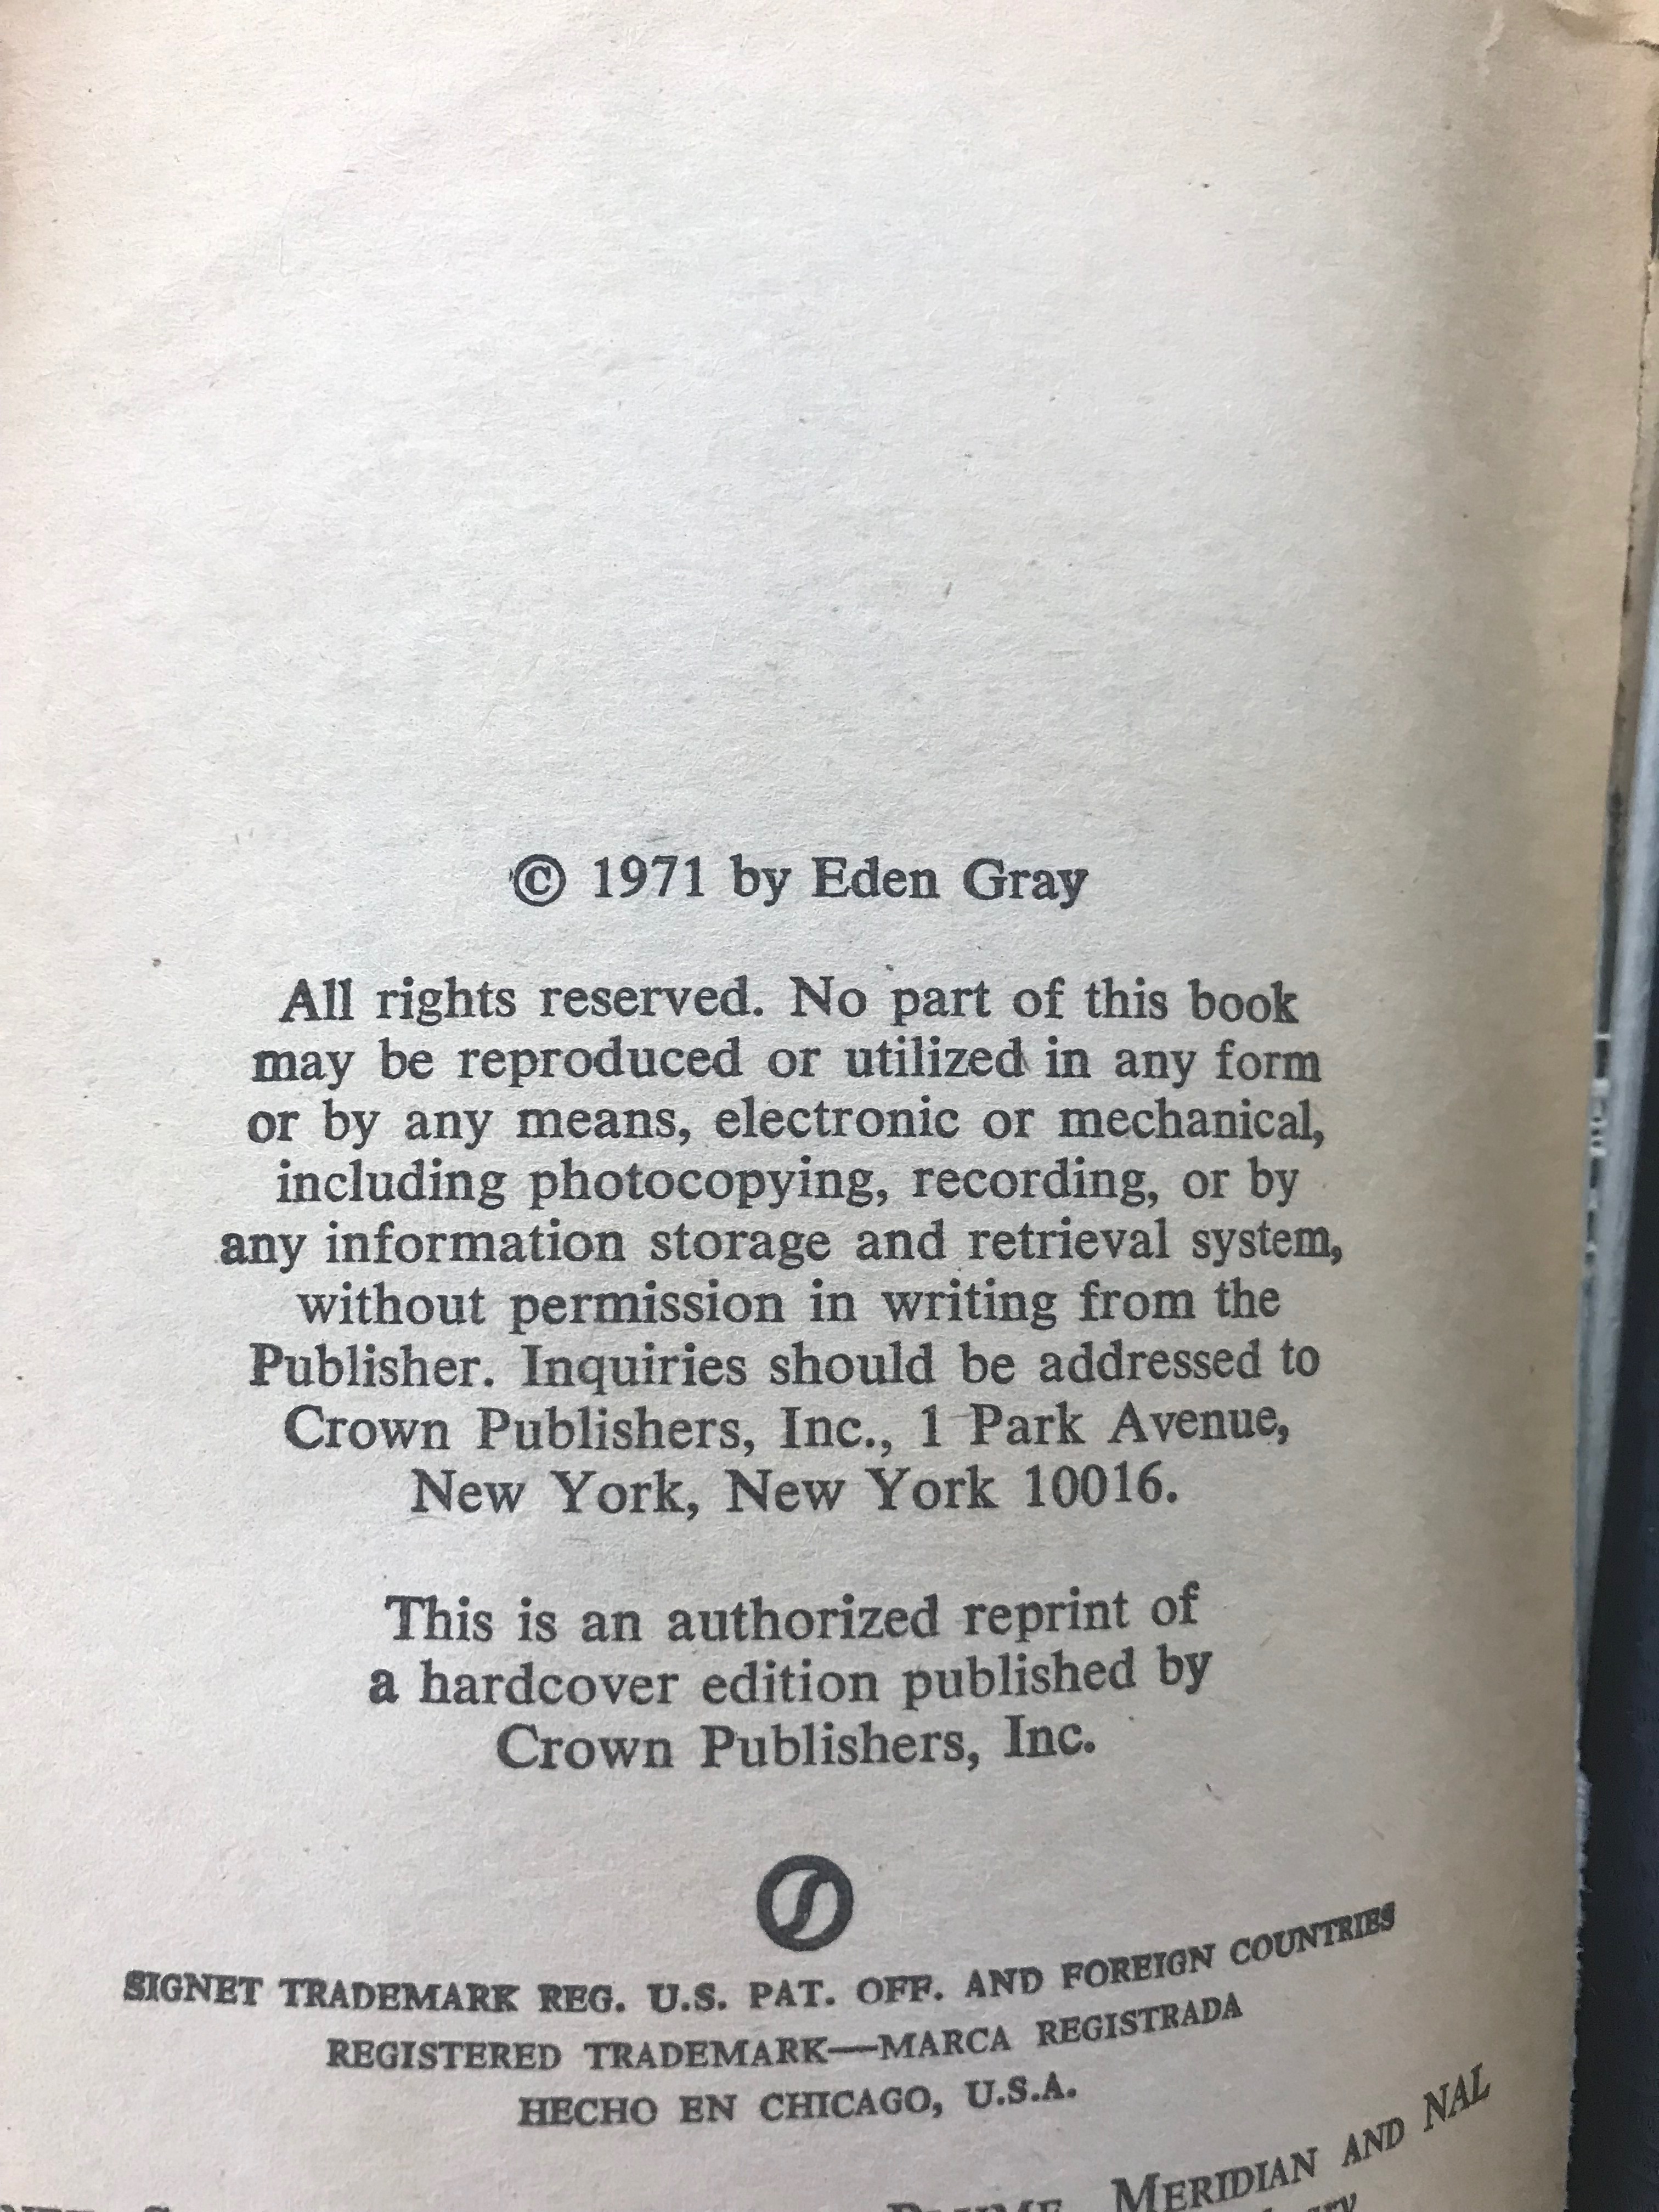 © 1971 by Eden Gray
All rights reserved. No part of this book
may be reproduced or utilized in any form
or by any means, electronic or mechanical,
including photocopying, recording, or by
any information storage and retrieval system,
without permission in writing from the
Publisher. Inquiries should be addressed to
Crown Publishers, Inc., 1 Park Avenue,
New York, New York 10016.
This is an authorized reprint of
a hardcover edition published by
Crown Publishers, Inc.
SIGNET TRADEMARK REG. U.S. PAT. OFF. AND FOREIGN COUNTRIES
REGISTERED TRADEMARK—MARCA REGISTRADA
HECHO EN CHICAGO, U.S.A.
MERIDIAN AND NAL